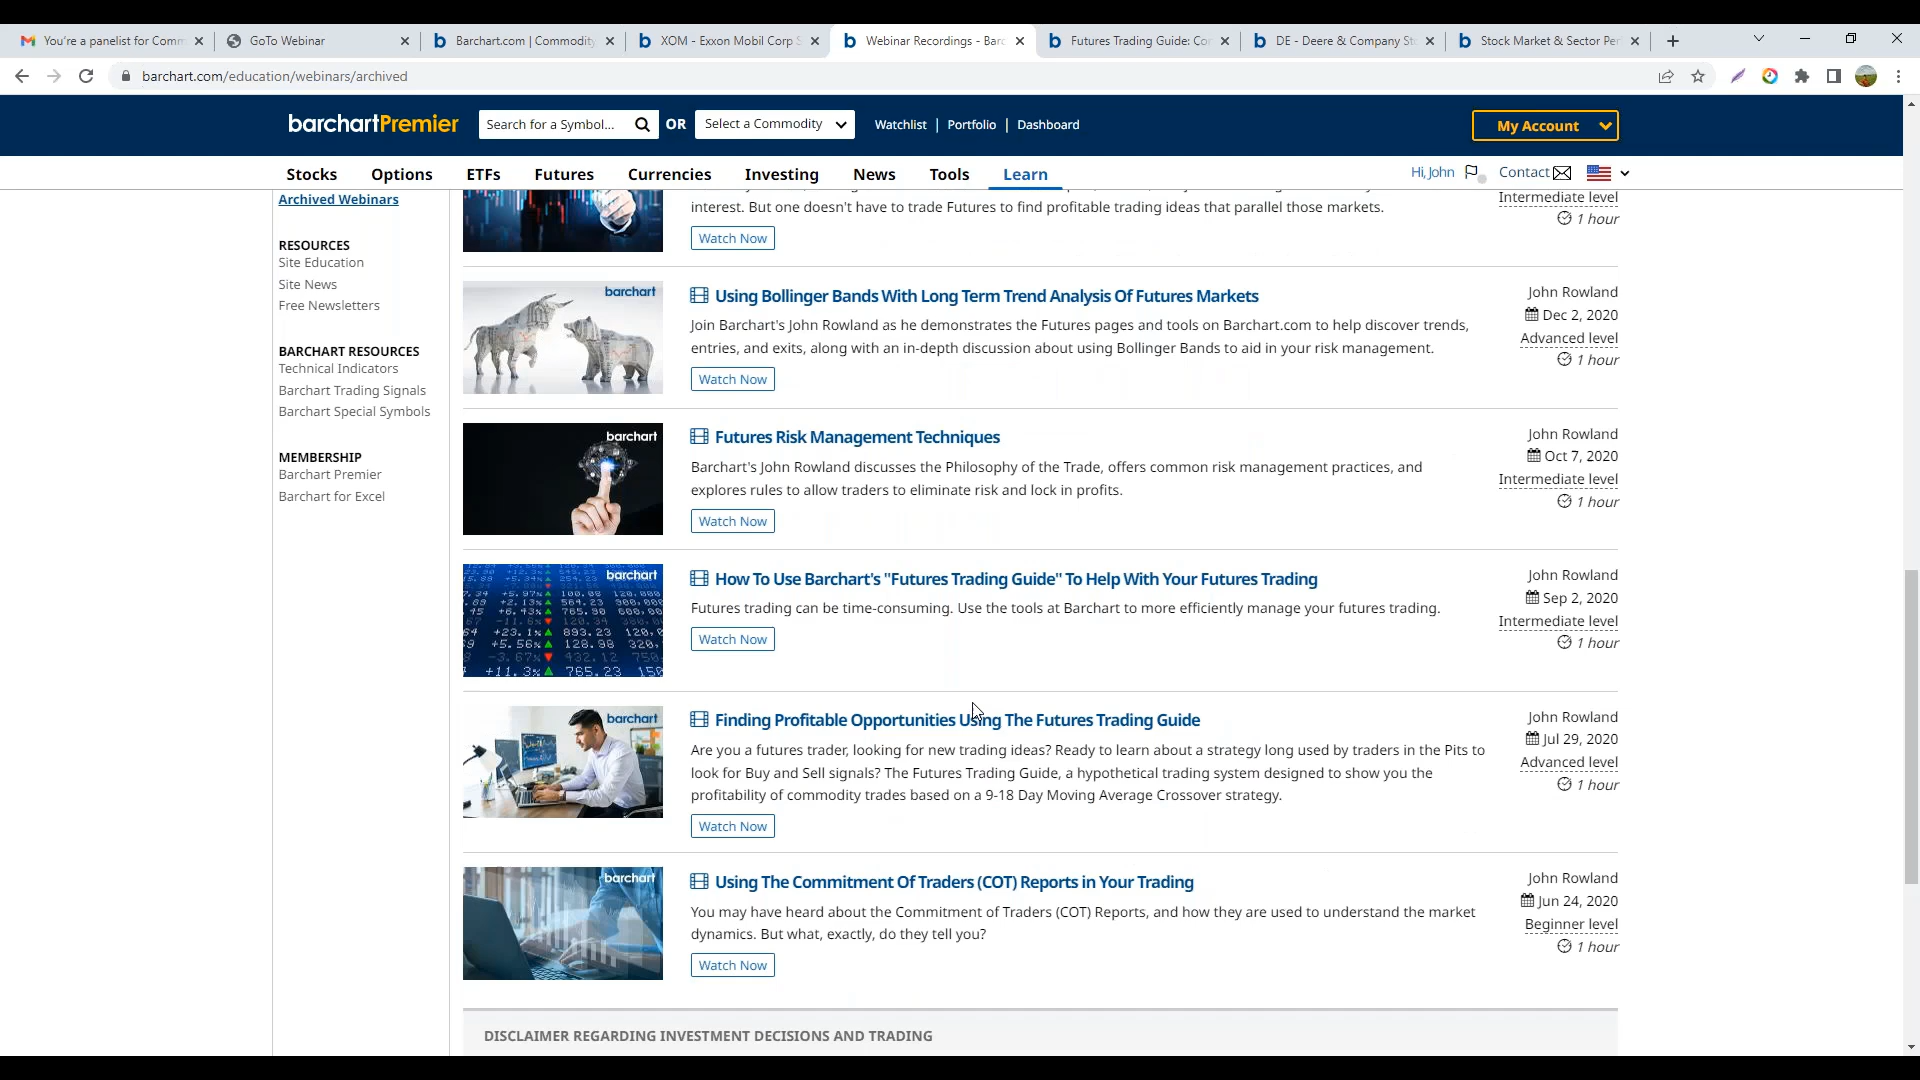 You're a panelist for Comm
GoTo Webinar
Barchart.com | Commodity
XOM - Exxon Mobil Corp S
Webinar Recordings - Barc
Futures Trading Guide: Co
DE - Deere & Company Sto
Stock Market & Sector Per
barchart.com/education/webinars/archived
barchartPremier
Search for a Symbol...
OR
Select a Commodity
Watchlist | Portfolio | Dashboard
My Account
Stocks Options ETFs Futures Currencies Investing News Tools Learn
Hi, John
Contact
Archived Webinars
RESOURCES
Site Education
Site News
Free Newsletters
BARCHART RESOURCES
Technical Indicators
Barchart Trading Signals
Barchart Special Symbols
MEMBERSHIP
Barchart Premier
Barchart for Excel
interest. But one doesn't have to trade Futures to find profitable trading ideas that parallel those markets.
Watch Now
Intermediate level
1 hour
barchart
Using Bollinger Bands With Long Term Trend Analysis Of Futures Markets
Join Barchart's John Rowland as he demonstrates the Futures pages and tools on Barchart.com to help discover trends,
entries, and exits, along with an in-depth discussion about using Bollinger Bands to aid in your risk management.
Watch Now
John Rowland
Dec 2, 2020
Advanced level
1 hour
barchart
Futures Risk Management Techniques
Barchart's John Rowland discusses the Philosophy of the Trade, offers common risk management practices, and
explores rules to allow traders to eliminate risk and lock in profits.
Watch Now
John Rowland
Oct 7, 2020
Intermediate level
1 hour
barchart
How To Use Barchart's "Futures Trading Guide" To Help With Your Futures Trading
Futures trading can be time-consuming. Use the tools at Barchart to more efficiently manage your futures trading.
Watch Now
John Rowland
Sep 2, 2020
Intermediate level
1 hour
barchart
Finding Profitable Opportunities Using The Futures Trading Guide
Are you a futures trader, looking for new trading ideas? Ready to learn about a strategy long used by traders in the Pits to
look for Buy and Sell signals? The Futures Trading Guide, a hypothetical trading system designed to show you the
profitability of commodity trades based on a 9-18 Day Moving Average Crossover strategy.
Watch Now
John Rowland
Jul 29, 2020
Advanced level
1 hour
barchart
Using The Commitment Of Traders (COT) Reports in Your Trading
You may have heard about the Commitment of Traders (COT) Reports, and how they are used to understand the market
dynamics. But what, exactly, do they tell you?
Watch Now
John Rowland
Jun 24, 2020
Beginner level
1 hour
DISCLAIMER REGARDING INVESTMENT DECISIONS AND TRADING